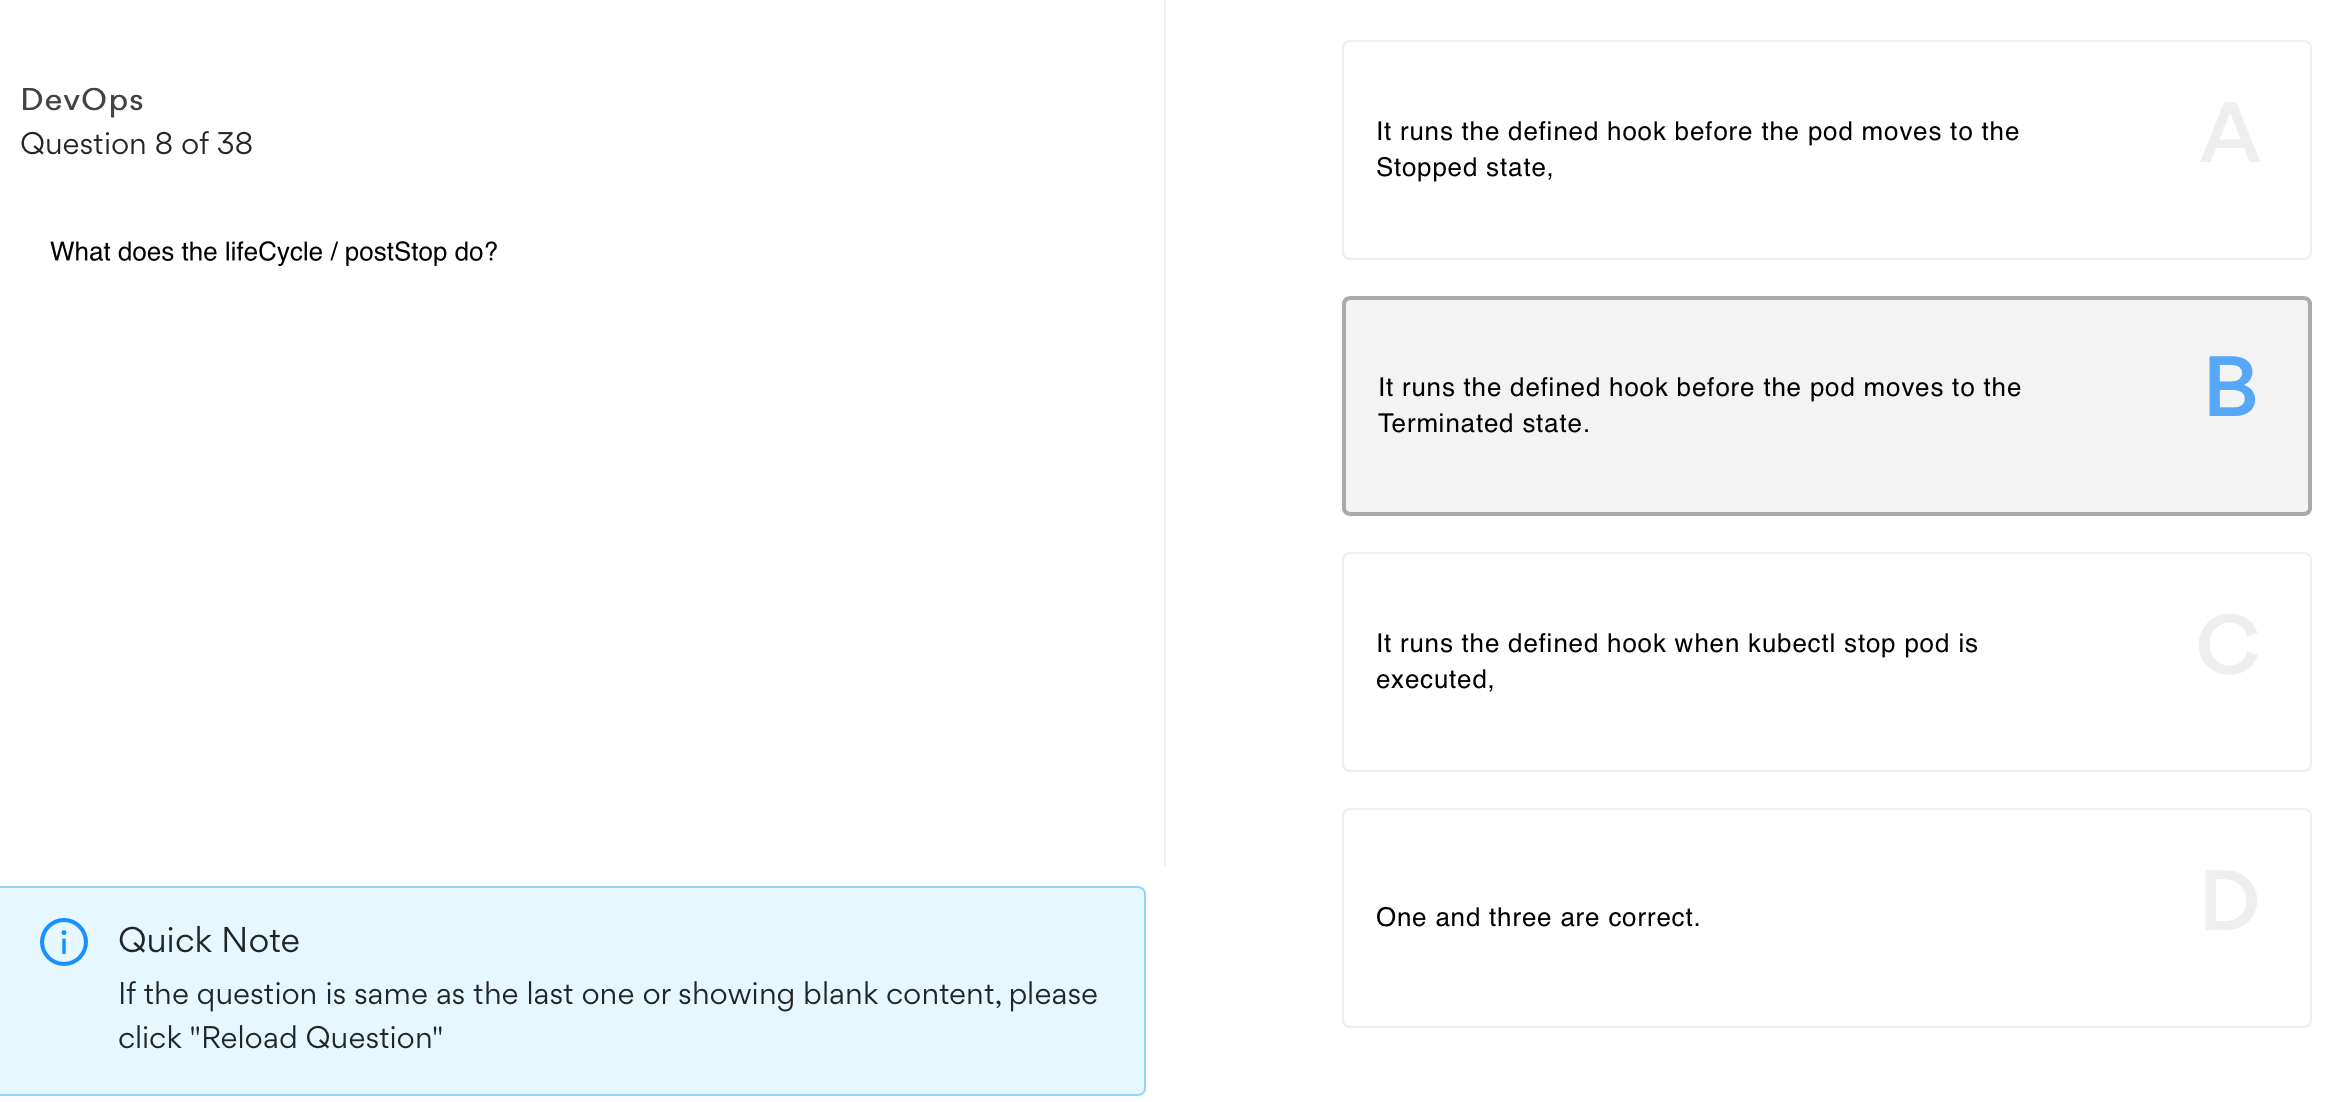 DevOps
Question 8 of 38
What does the lifeCycle / postStop do?
It runs the defined hook before the pod moves to the
Stopped state,
A
It runs the defined hook before the pod moves to the
Terminated state.
B
It runs the defined hook when kubectl stop pod is
executed,
C
One and three are correct.
D
Quick Note
If the question is same as the last one or showing blank content, please
click "Reload Question"